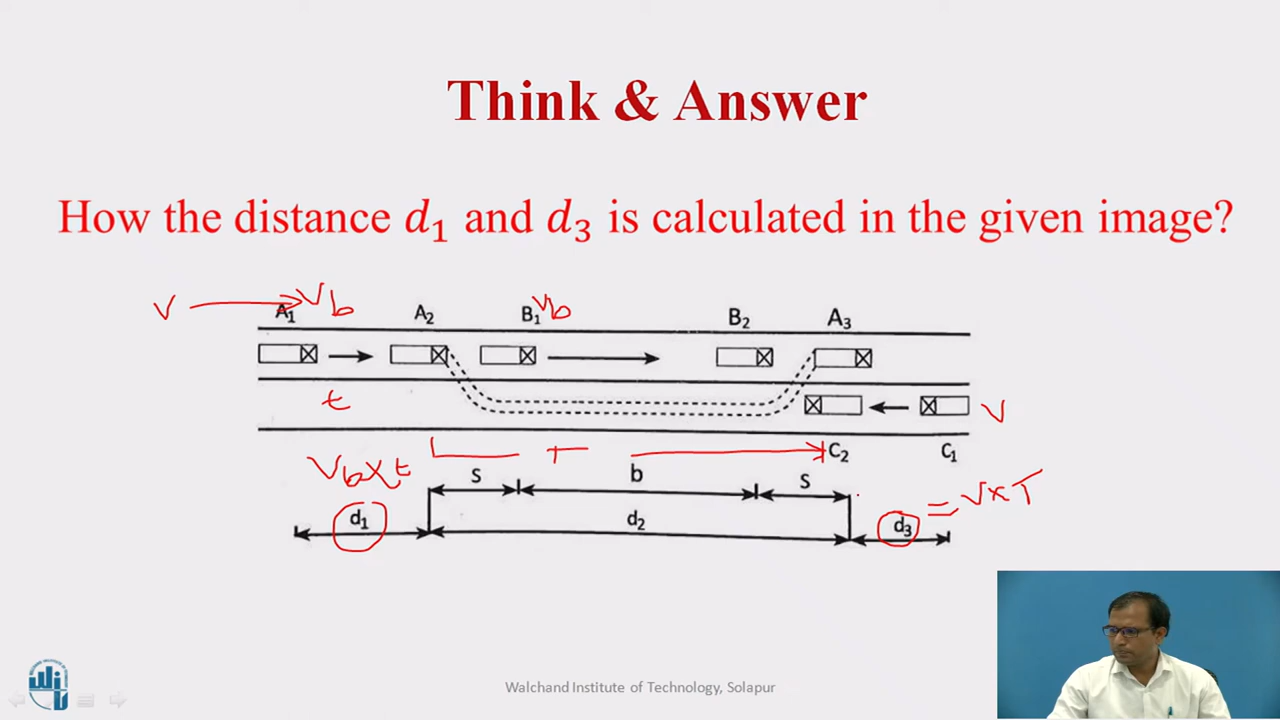 Think & Answer
How the distance d₁ and d₃ is calculated in the given image?
V → Vb Vb
A₁ A₂ B₁ B₂ A₃
t V
C₂ C₁
T
Vb x t
S b S
= V x T
d₁ d₂ d₃
Walchand Institute of Technology, Solapur